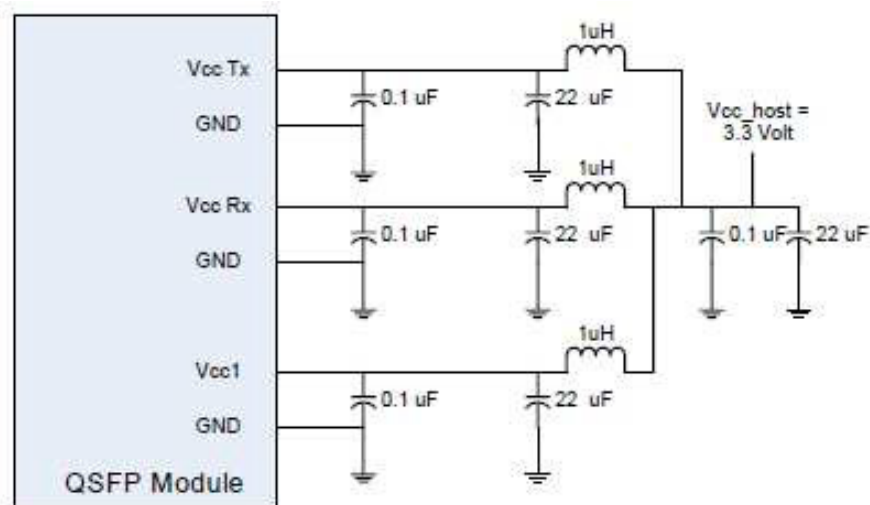 1uH
Vcc Tx
0.1 uF
22 uF
GND
Vcc_host =
3.3 Volt
1uH
Vcc Rx
0.1 uF
22 uF
0.1 uF
22 uF
GND
1uH
Vcc1
0.1 uF
22 uF
GND
QSFP Module